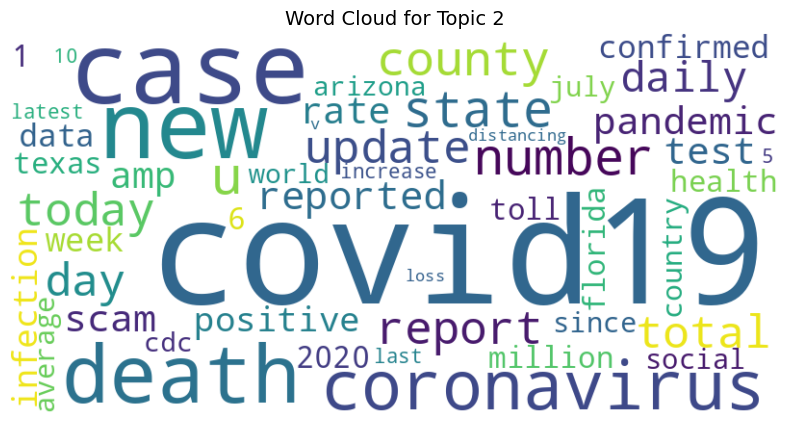 Word Cloud for Topic 2
1
10
case
county
confirmed
daily
july
arizona
latest
new
rate
v
state
distancing
pandemic
data
update
number
test
5
texas
amp
u
world
increase
health
today
6
reported
toll
covid19
week
day
loss
florida
country
infection
average
scam
cdc
positive
report
since
total
death
2020
last
million
social
coronavirus